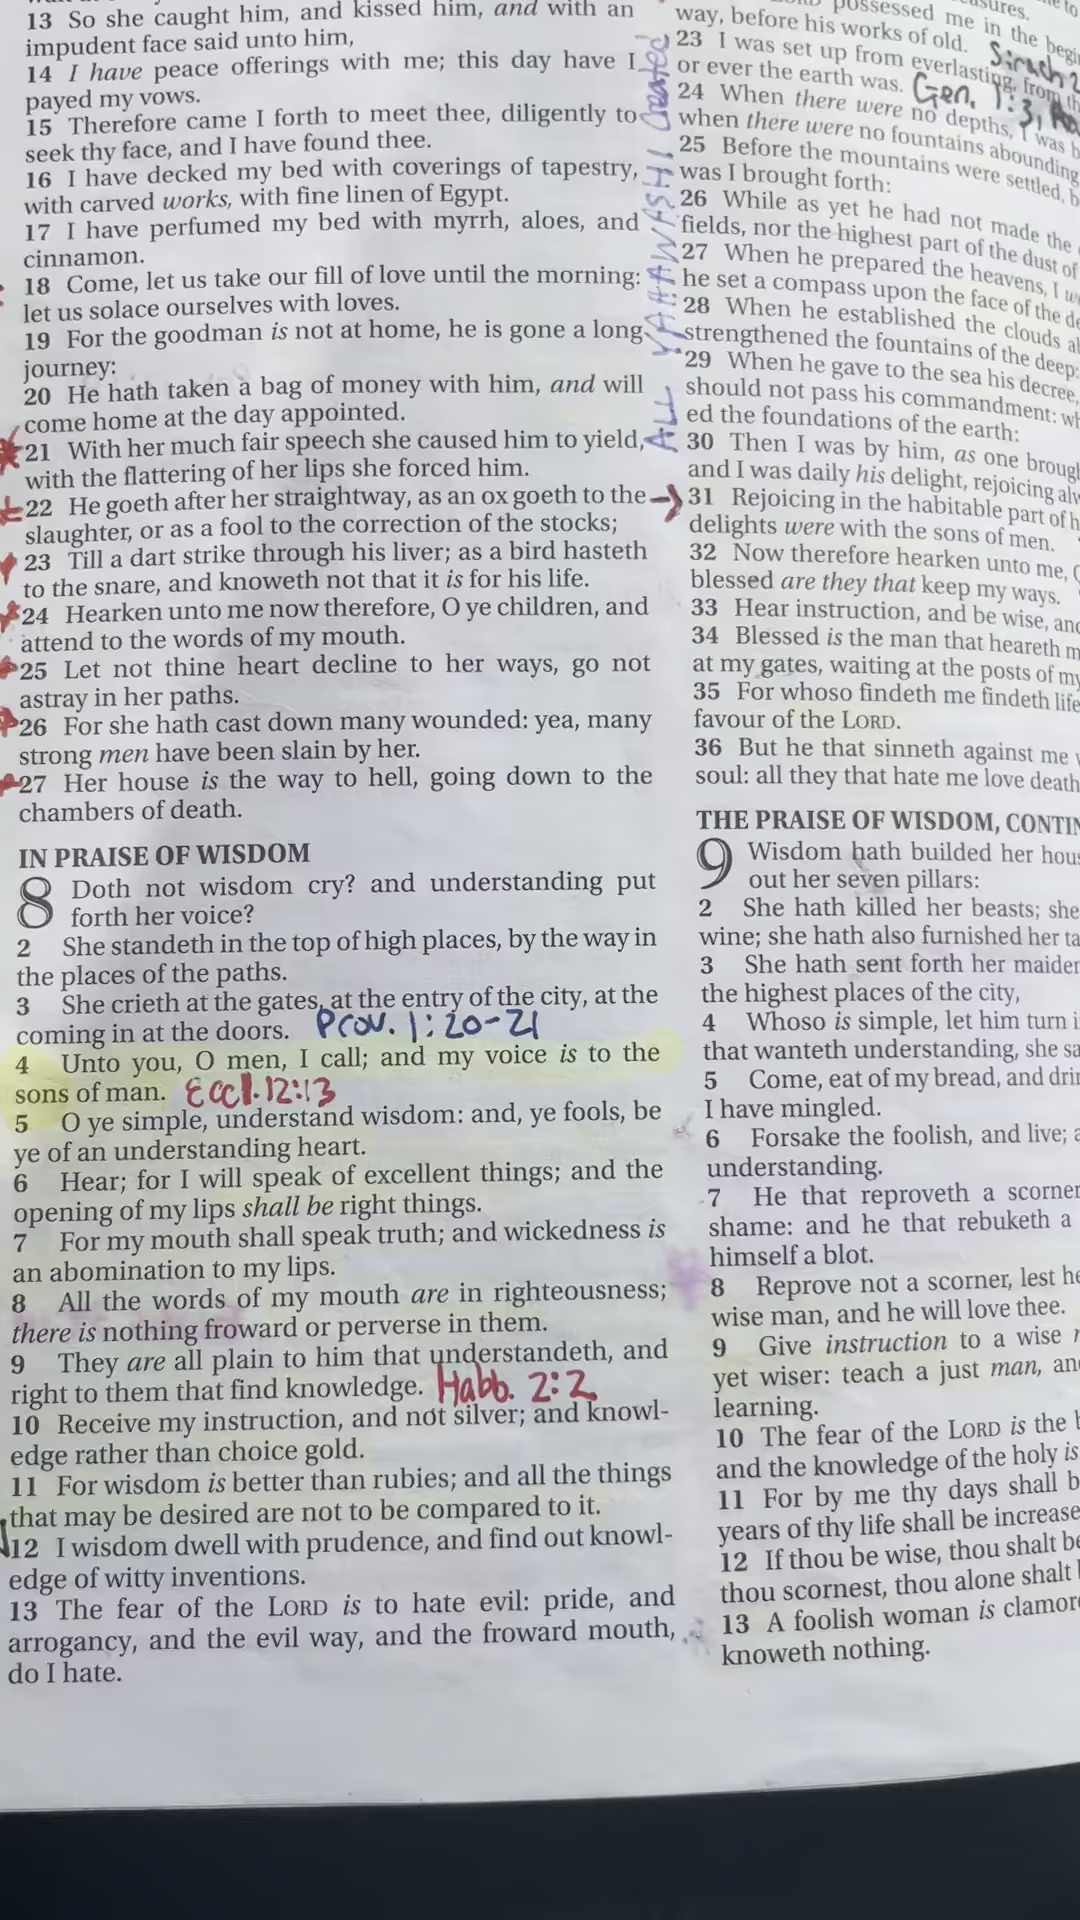 13 So she caught him, and kissed him, and with an
impudent face said unto him,
14 I have peace offerings with me; this day have I
payed my vows.
15 Therefore came I forth to meet thee, diligently to
seek thy face, and I have found thee.
16 I have decked my bed with coverings of tapestry,
with carved works, with fine linen of Egypt.
17 I have perfumed my bed with myrrh, aloes, and
cinnamon.
18 Come, let us take our fill of love until the morning:
let us solace ourselves with loves.
19 For the goodman is not at home, he is gone a long
journey:
20 He hath taken a bag of money with him, and will
come home at the day appointed.
21 With her much fair speech she caused him to yield,
with the flattering of her lips she forced him.
22 He goeth after her straightway, as an ox goeth to the
slaughter, or as a fool to the correction of the stocks;
23 Till a dart strike through his liver; as a bird hasteth
to the snare, and knoweth not that it is for his life.
24 Hearken unto me now therefore, O ye children, and
attend to the words of my mouth.
25 Let not thine heart decline to her ways, go not
astray in her paths.
26 For she hath cast down many wounded: yea, many
strong men have been slain by her.
27 Her house is the way to hell, going down to the
chambers of death.
IN PRAISE OF WISDOM
8 Doth not wisdom cry? and understanding put
forth her voice?
2 She standeth in the top of high places, by the way in
the places of the paths.
3 She crieth at the gates, at the entry of the city, at the
coming in at the doors. Prov. 1:20-21
4 Unto you, O men, I call; and my voice is to the
sons of man. Eccl. 12:13
5 O ye simple, understand wisdom: and, ye fools, be
ye of an understanding heart.
6 Hear; for I will speak of excellent things; and the
opening of my lips shall be right things.
7 For my mouth shall speak truth; and wickedness is
an abomination to my lips.
8 All the words of my mouth are in righteousness;
there is nothing froward or perverse in them.
9 They are all plain to him that understandeth, and
right to them that find knowledge. Habb. 2:2
10 Receive my instruction, and not silver; and knowl-
edge rather than choice gold.
11 For wisdom is better than rubies; and all the things
that may be desired are not to be compared to it.
12 I wisdom dwell with prudence, and find out knowl-
edge of witty inventions.
13 The fear of the LORD is to hate evil: pride, and
arrogancy, and the evil way, and the froward mouth,
do I hate.
ALL YAHAWASHI Created
possessed me in the
way, before his works of old. Sirach
23 I was set up from everlasting, from
or ever the earth was. Gen. 1:3,
24 When there were no depths, I was
when there were no fountains abounding
25 Before the mountains were settled,
was I brought forth:
26 While as yet he had not made the
fields, nor the highest part of the dust of
27 When he prepared the heavens, I
he set a compass upon the face of the
28 When he established the clouds
strengthened the fountains of the deep:
29 When he gave to the sea his decree,
should not pass his commandment:
ed the foundations of the earth:
30 Then I was by him, as one
and I was daily his delight, rejoicing
31 Rejoicing in the habitable part of
delights were with the sons of men.
32 Now therefore hearken unto me,
blessed are they that keep my ways.
33 Hear instruction, and be wise,
34 Blessed is the man that heareth
at my gates, waiting at the posts of
35 For whoso findeth me findeth life
favour of the LORD.
36 But he that sinneth against me
soul: all they that hate me love death
THE PRAISE OF WISDOM,
9 Wisdom hath builded her
out her seven pillars:
2 She hath killed her beasts; she
wine; she hath also furnished her
3 She hath sent forth her
the highest places of the city,
4 Whoso is simple, let him turn
that wanteth understanding, she
5 Come, eat of my bread, and
I have mingled.
6 Forsake the foolish, and live;
understanding.
7 He that reproveth a
shame: and he that rebuketh a
himself a blot.
8 Reprove not a scorner, lest
wise man, and he will love thee.
9 Give instruction to a wise
yet wiser: teach a just man,
learning.
10 The fear of the LORD is the
and the knowledge of the holy is
11 For by me thy days shall
years of thy life shall be
12 If thou be wise, thou shalt
thou scornest, thou alone shalt
13 A foolish woman is
knoweth nothing.